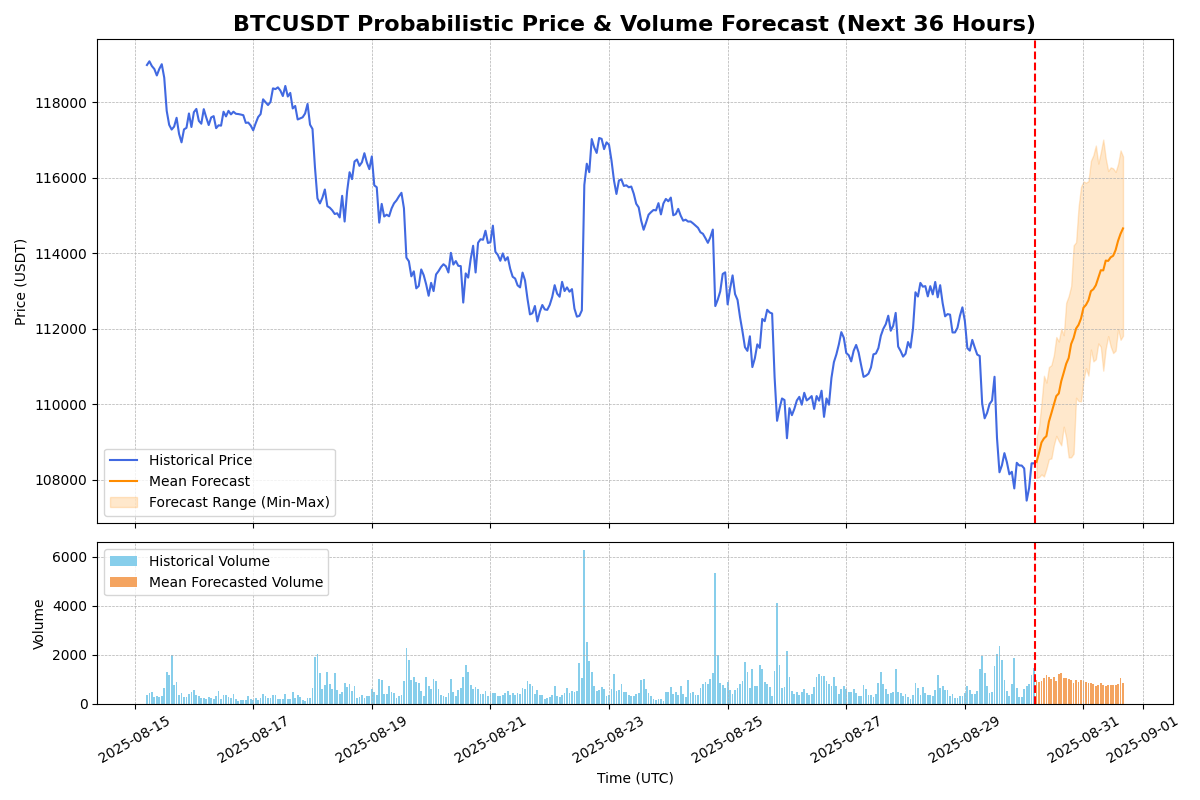 BTCUSDT Probabilistic Price & Volume Forecast (Next 36 Hours)
118000
116000
114000
112000
110000
108000
Price (USDT)
Historical Price
Mean Forecast
Forecast Range (Min-Max)
6000
4000
2000
0
Volume
Historical Volume
Mean Forecasted Volume
2025-08-15
2025-08-17
2025-08-19
2025-08-21
2025-08-23
2025-08-25
2025-08-27
2025-08-29
2025-08-31
2025-09-01
Time (UTC)